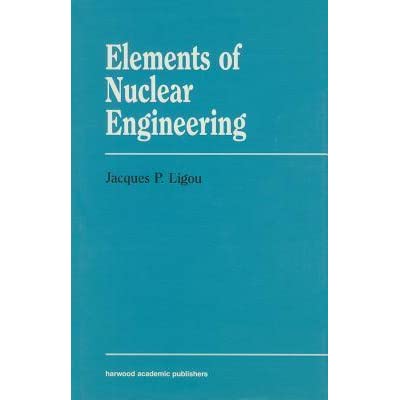 Elements of
Nuclear
Engineering
Jacques P. Ligou
harwood academic publishers